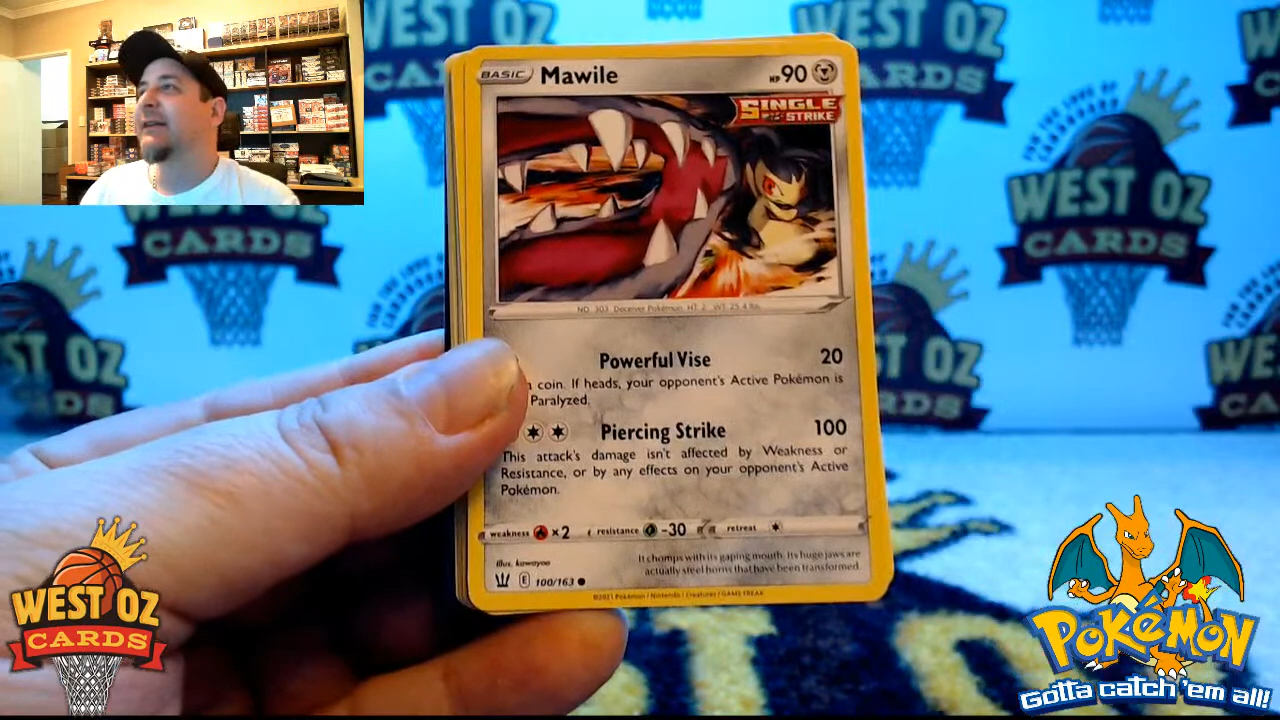 BASIC Mawile HP 90
SINGLE
STRIKE
NO. 303 Deceiver Pokémon HT: 2' WT: 25.4 lbs.
Powerful Vise 20
coin. If heads, your opponent's Active Pokémon is
Paralyzed.
Piercing Strike 100
This attack's damage isn't affected by Weakness or
Resistance, or by any effects on your opponent's Active
Pokémon.
weakness ×2 resistance -30 retreat
Illus. kawayoo
It chomps with its gaping mouth. Its huge jaws are
actually steel horns that have been transformed.
E 100/163
©2021 Pokémon / Nintendo / Creatures / GAME FREAK
WEST OZ
CARDS
FOR THE LOVE OF
CARDBOARD
WEST OZ
CARDS
WEST OZ
CARDS
POKÉMON
Gotta catch 'em all!